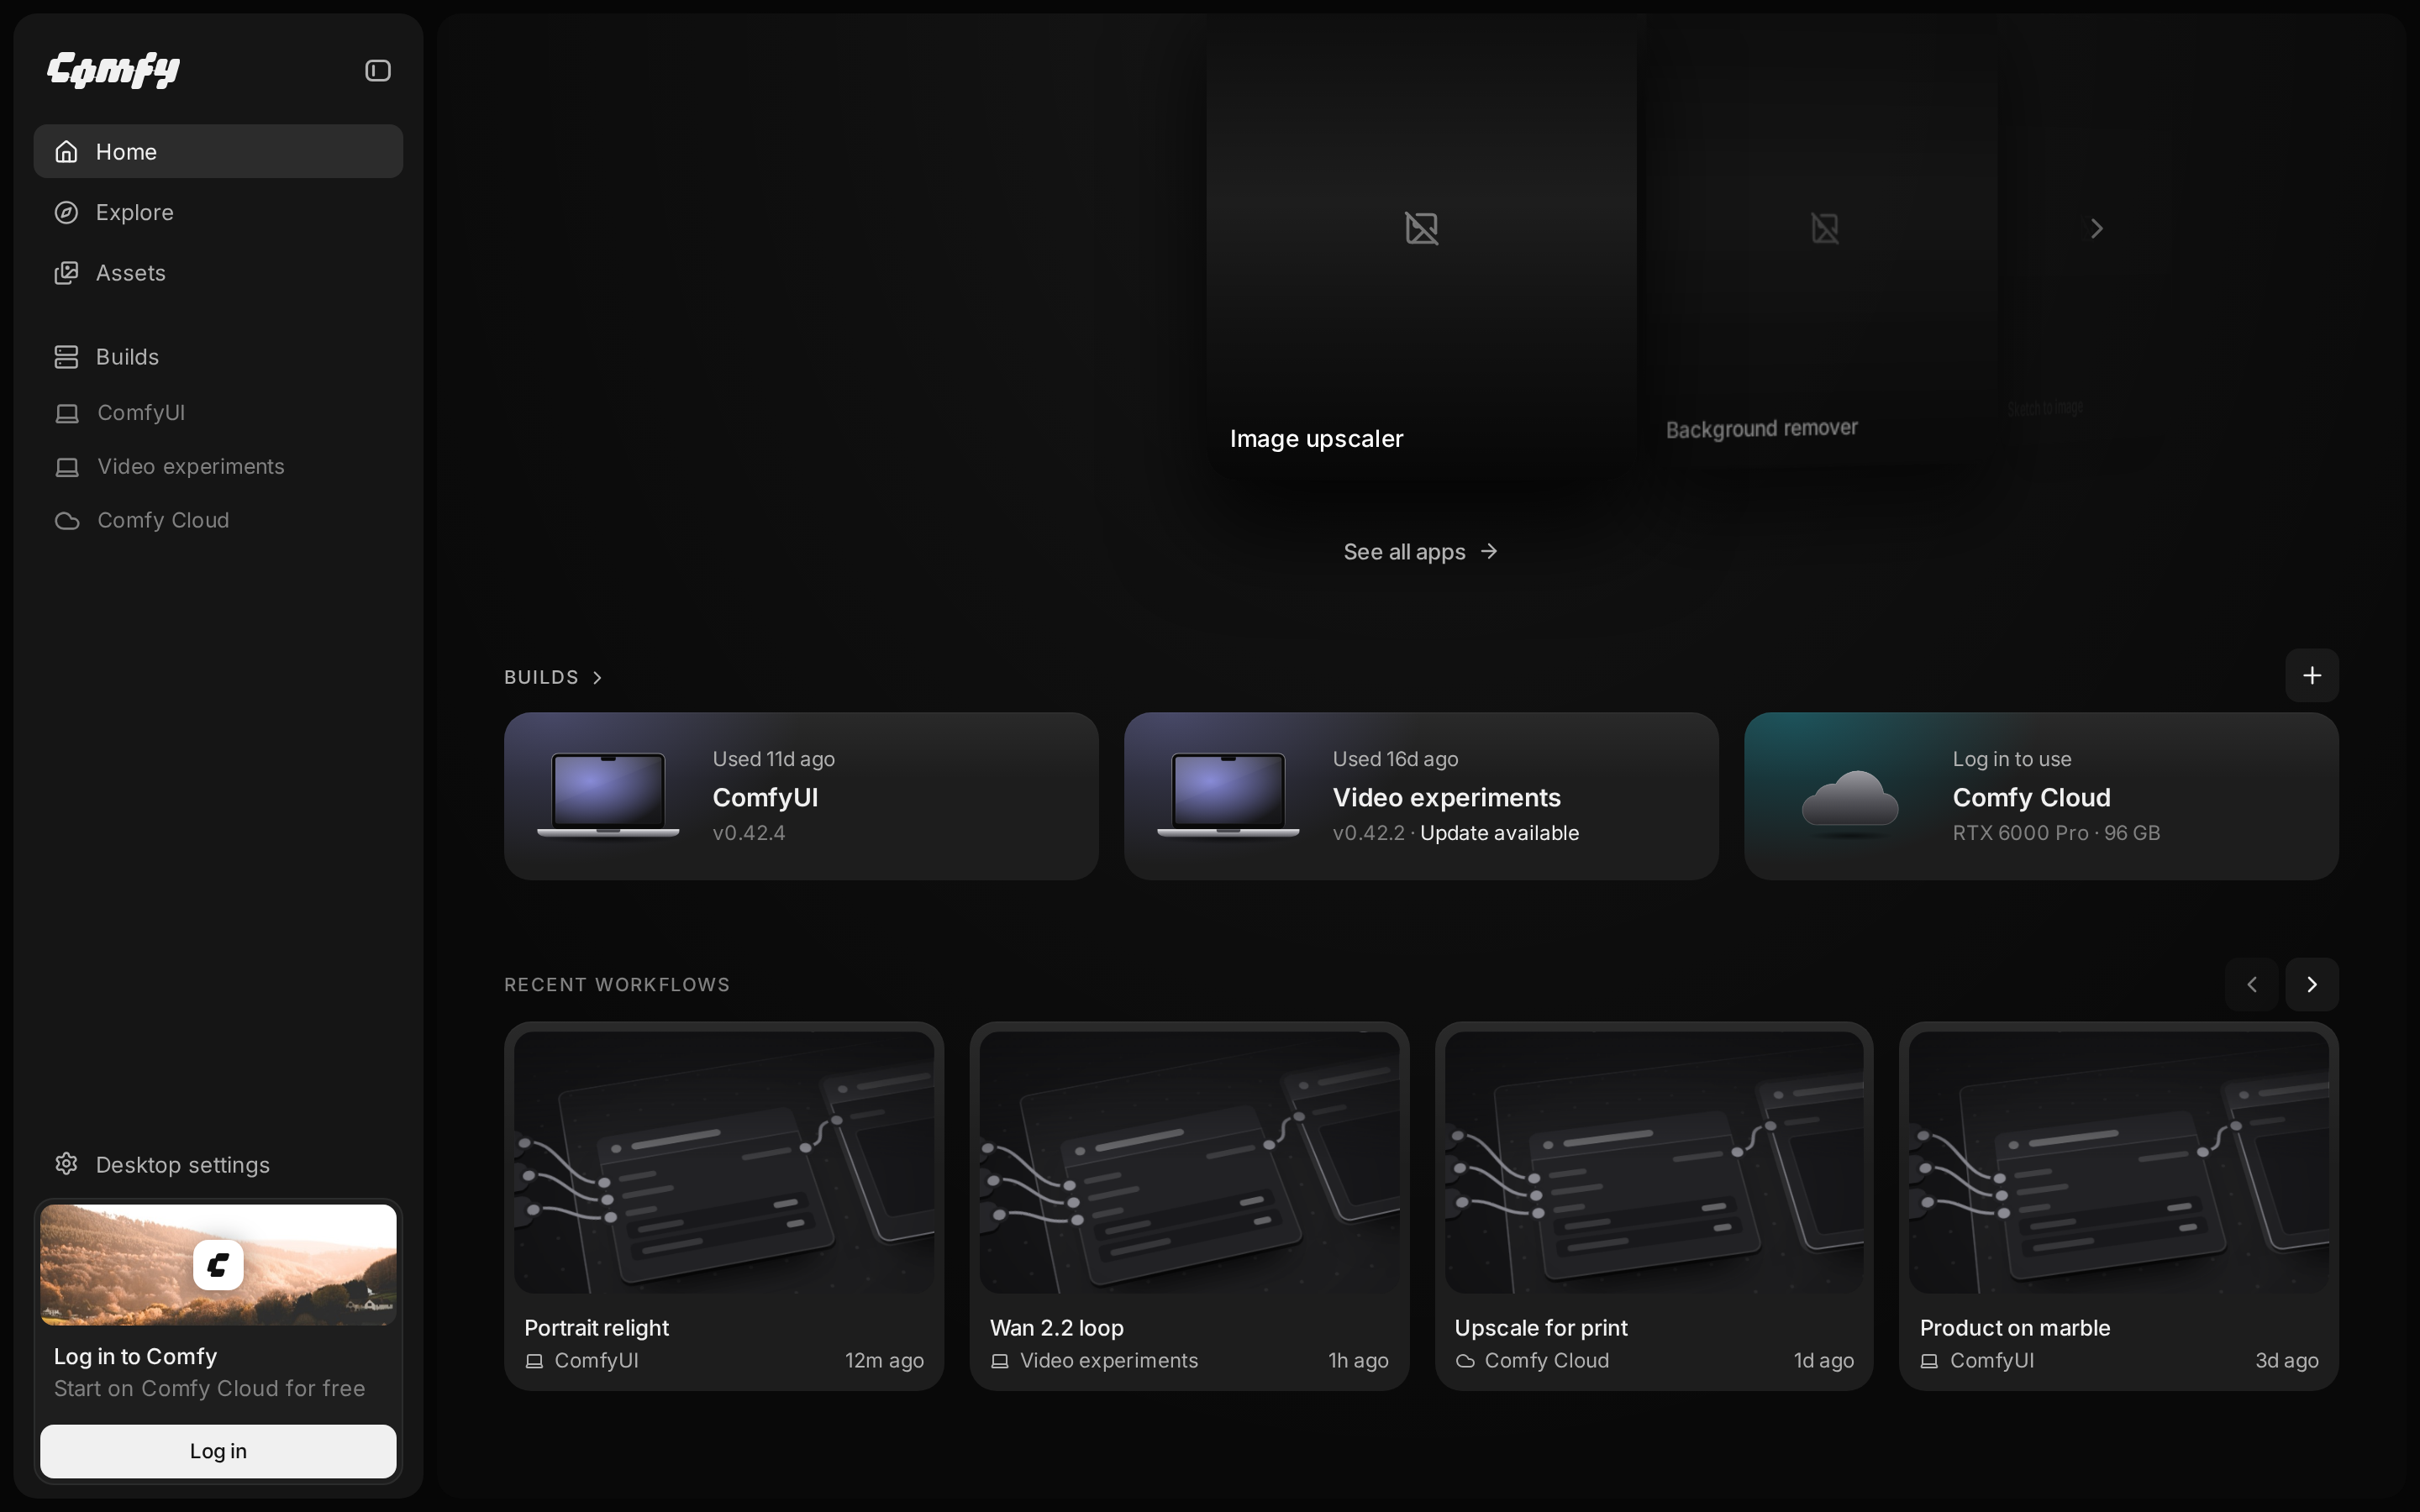 Comfy
Home
Explore
Assets
Builds
ComfyUI
Video experiments
Comfy Cloud
Desktop settings
Log in to Comfy
Start on Comfy Cloud for free
Log in
Image upscaler
Background remover
Sketch to image
See all apps
BUILDS
Used 11d ago
ComfyUI
v0.42.4
Used 16d ago
Video experiments
v0.42.2 · Update available
Log in to use
Comfy Cloud
RTX 6000 Pro · 96 GB
RECENT WORKFLOWS
Portrait relight
ComfyUI 12m ago
Wan 2.2 loop
Video experiments 1h ago
Upscale for print
Comfy Cloud 1d ago
Product on marble
ComfyUI 3d ago